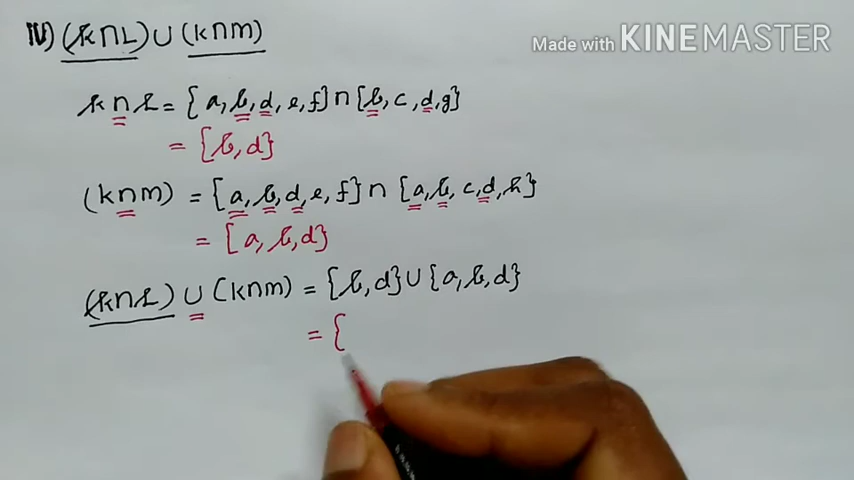 IV) (K∩L)∪(K∩M)
Made with KINEMASTER
K∩L = {a, b, d, e, f} ∩ {b, c, d, g}
= {b, d}
(K∩M) = {a, b, d, e, f} ∩ {a, b, c, d, h}
= {a, b, d}
(K∩L) ∪ (K∩M) = {b, d} ∪ {a, b, d}
= {